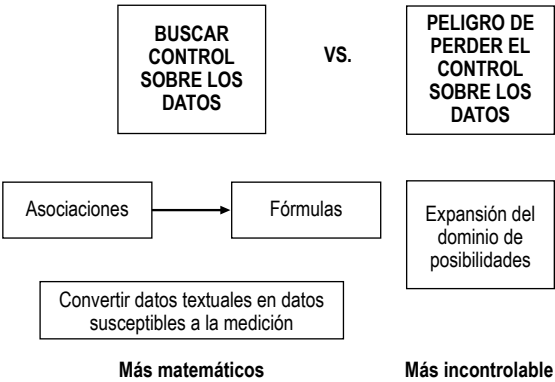 BUSCAR
CONTROL
SOBRE LOS
DATOS
VS.
PELIGRO DE
PERDER EL
CONTROL
SOBRE LOS
DATOS
Asociaciones
Fórmulas
Expansión del
dominio de
posibilidades
Convertir datos textuales en datos
susceptibles a la medición
Más matemáticos
Más incontrolable